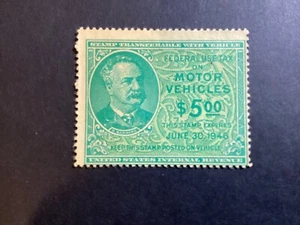 STAMP TRANSFERABLE WITH VEHICLE
FEDERAL USE TAX
ON
MOTOR
VEHICLES
$5.00
THIS STAMP EXPIRES
JUNE 30, 1946
KEEP THIS STAMP POSTED ON VEHICLE
UNITED STATES INTERNAL REVENUE